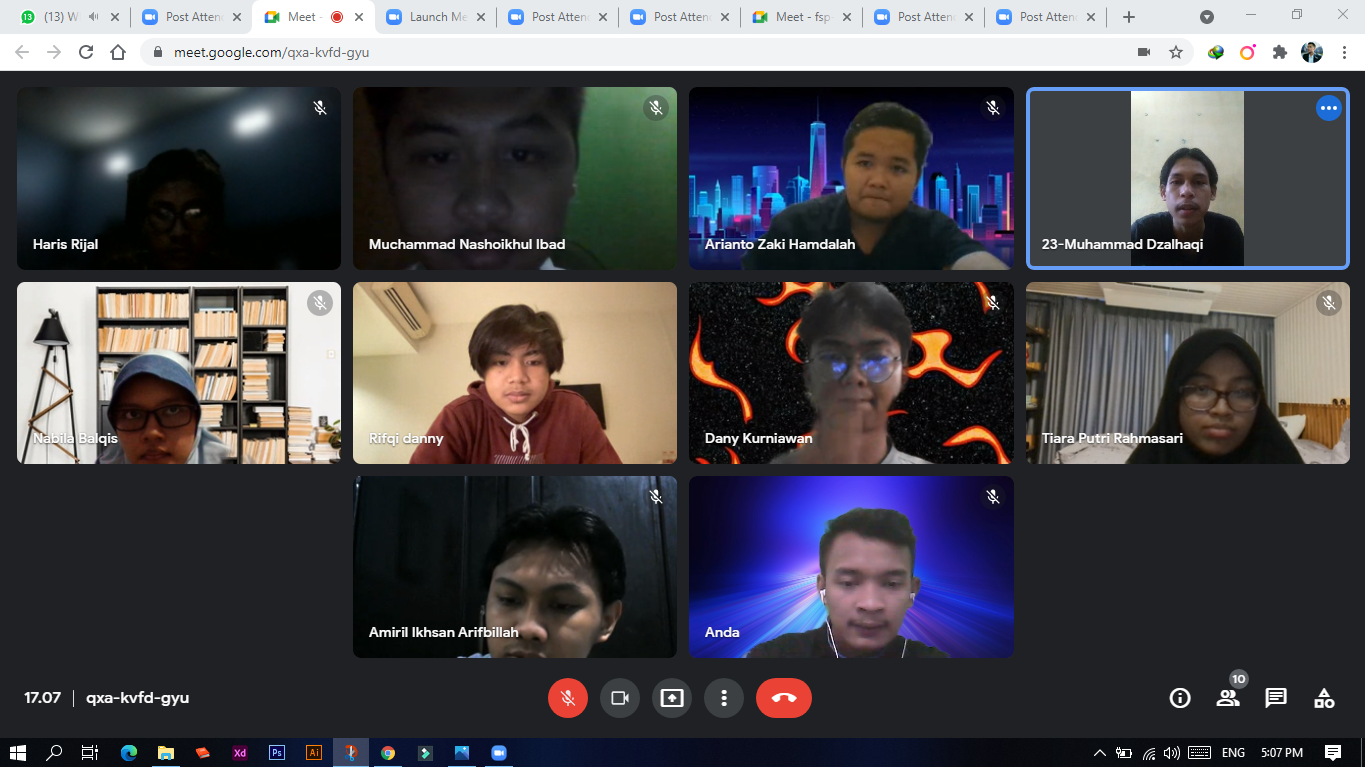 (13) W
Post Atten
Meet -
Launch Me
Post Atten
Post Atten
Meet - fsp
Post Atten
Post Atten
meet.google.com/qxa-kvfd-gyu
Haris Rijal
Muchammad Nashoikhul Ibad
Arianto Zaki Hamdalah
23-Muhammad Dzalhaqi
Nabila Balqis
Rifqi danny
Dany Kurniawan
Tiara Putri Rahmasari
Amiril Ikhsan Arifbillah
Anda
17.07 | qxa-kvfd-gyu
10
Xd
Ps
Ai
ENG
5:07 PM